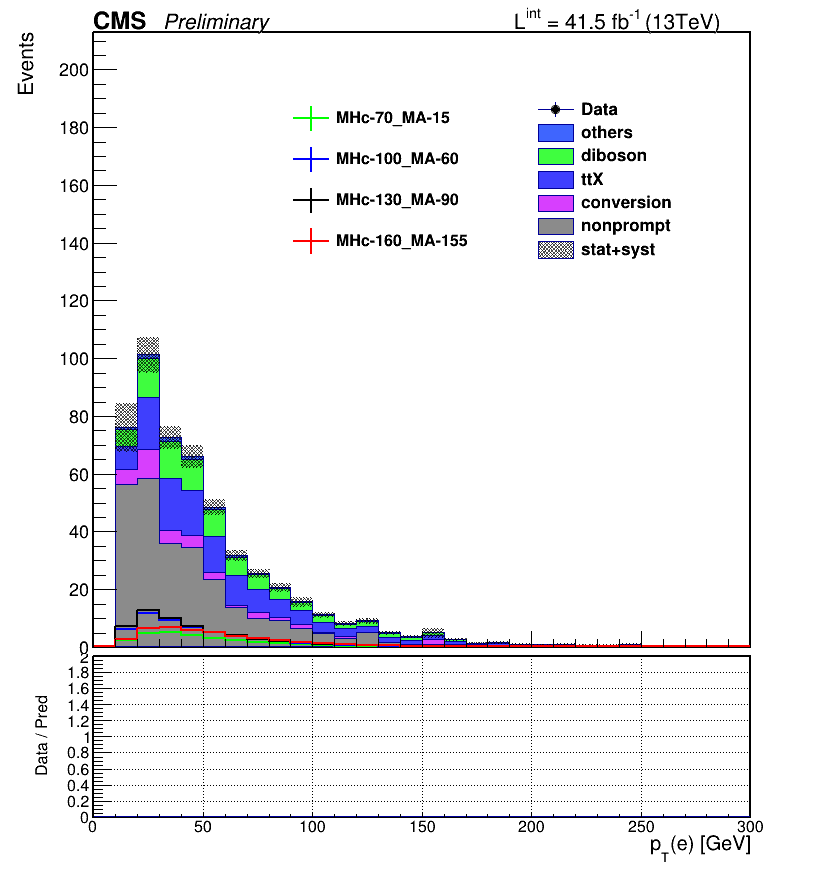 CMS Preliminary L^int = 41.5 fb^-1 (13TeV)
Events
200
180
160
140
120
100
80
60
40
20
0
MHc-70_MA-15
MHc-100_MA-60
MHc-130_MA-90
MHc-160_MA-155
Data
others
diboson
ttX
conversion
nonprompt
stat+syst
Data / Pred
2
1.8
1.6
1.4
1.2
1
0.8
0.6
0.4
0.2
0
0 50 100 150 200 250 300
p_T(e) [GeV]